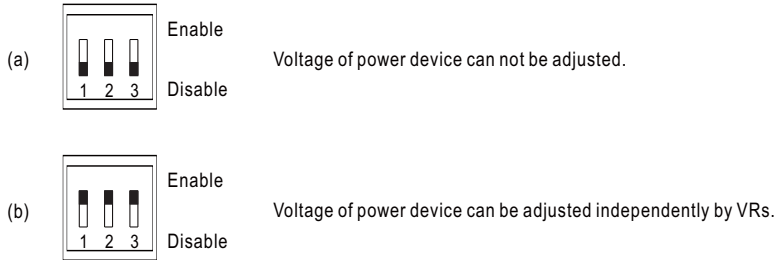 Enable
(a) Voltage of power device can not be adjusted.
1 2 3 Disable
Enable
(b) Voltage of power device can be adjusted independently by VRs.
1 2 3 Disable